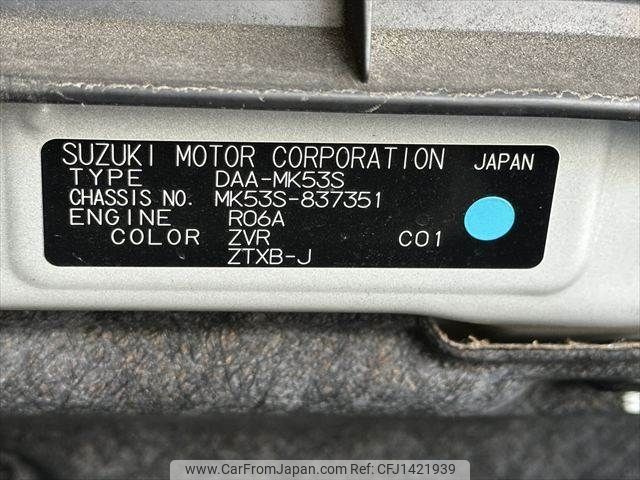 SUZUKI MOTOR CORPORATION JAPAN
TYPE DAA-MK53S
CHASSIS NO. MK53S-837351
ENGINE R06A
COLOR ZVR C01
ZTXB-J
www.CarFromJapan.com - Ref: CFJ1421939